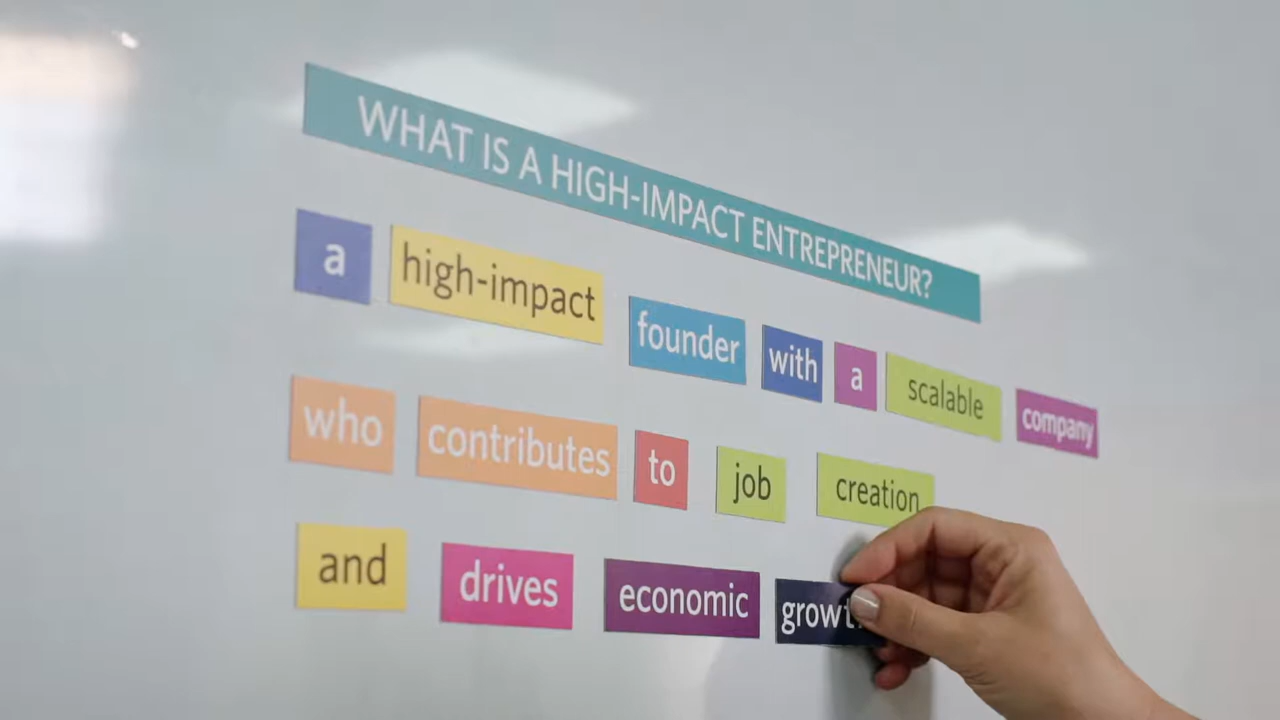 WHAT IS A HIGH-IMPACT ENTREPRENEUR?
a high-impact founder with a scalable company
who contributes to job creation
and drives economic growth